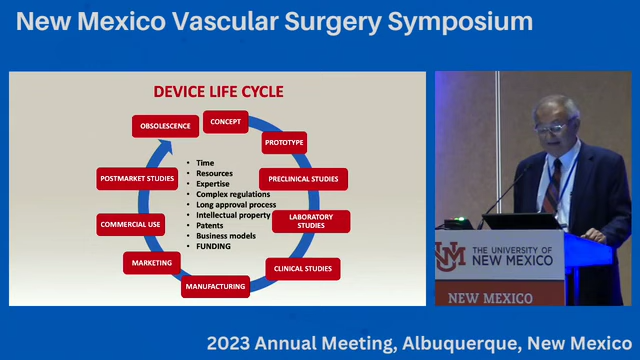 New Mexico Vascular Surgery Symposium
DEVICE LIFE CYCLE
OBSOLESCENCE
CONCEPT
PROTOTYPE
PRECLINICAL STUDIES
LABORATORY
STUDIES
CLINICAL STUDIES
MANUFACTURING
MARKETING
COMMERCIAL USE
POSTMARKET STUDIES
• Time
• Resources
• Expertise
• Complex regulations
• Long approval process
• Intellectual property
• Patents
• Business models
• FUNDING
UNM
THE UNIVERSITY OF
NEW MEXICO
NEW MEXICO
2023 Annual Meeting, Albuquerque, New Mexico